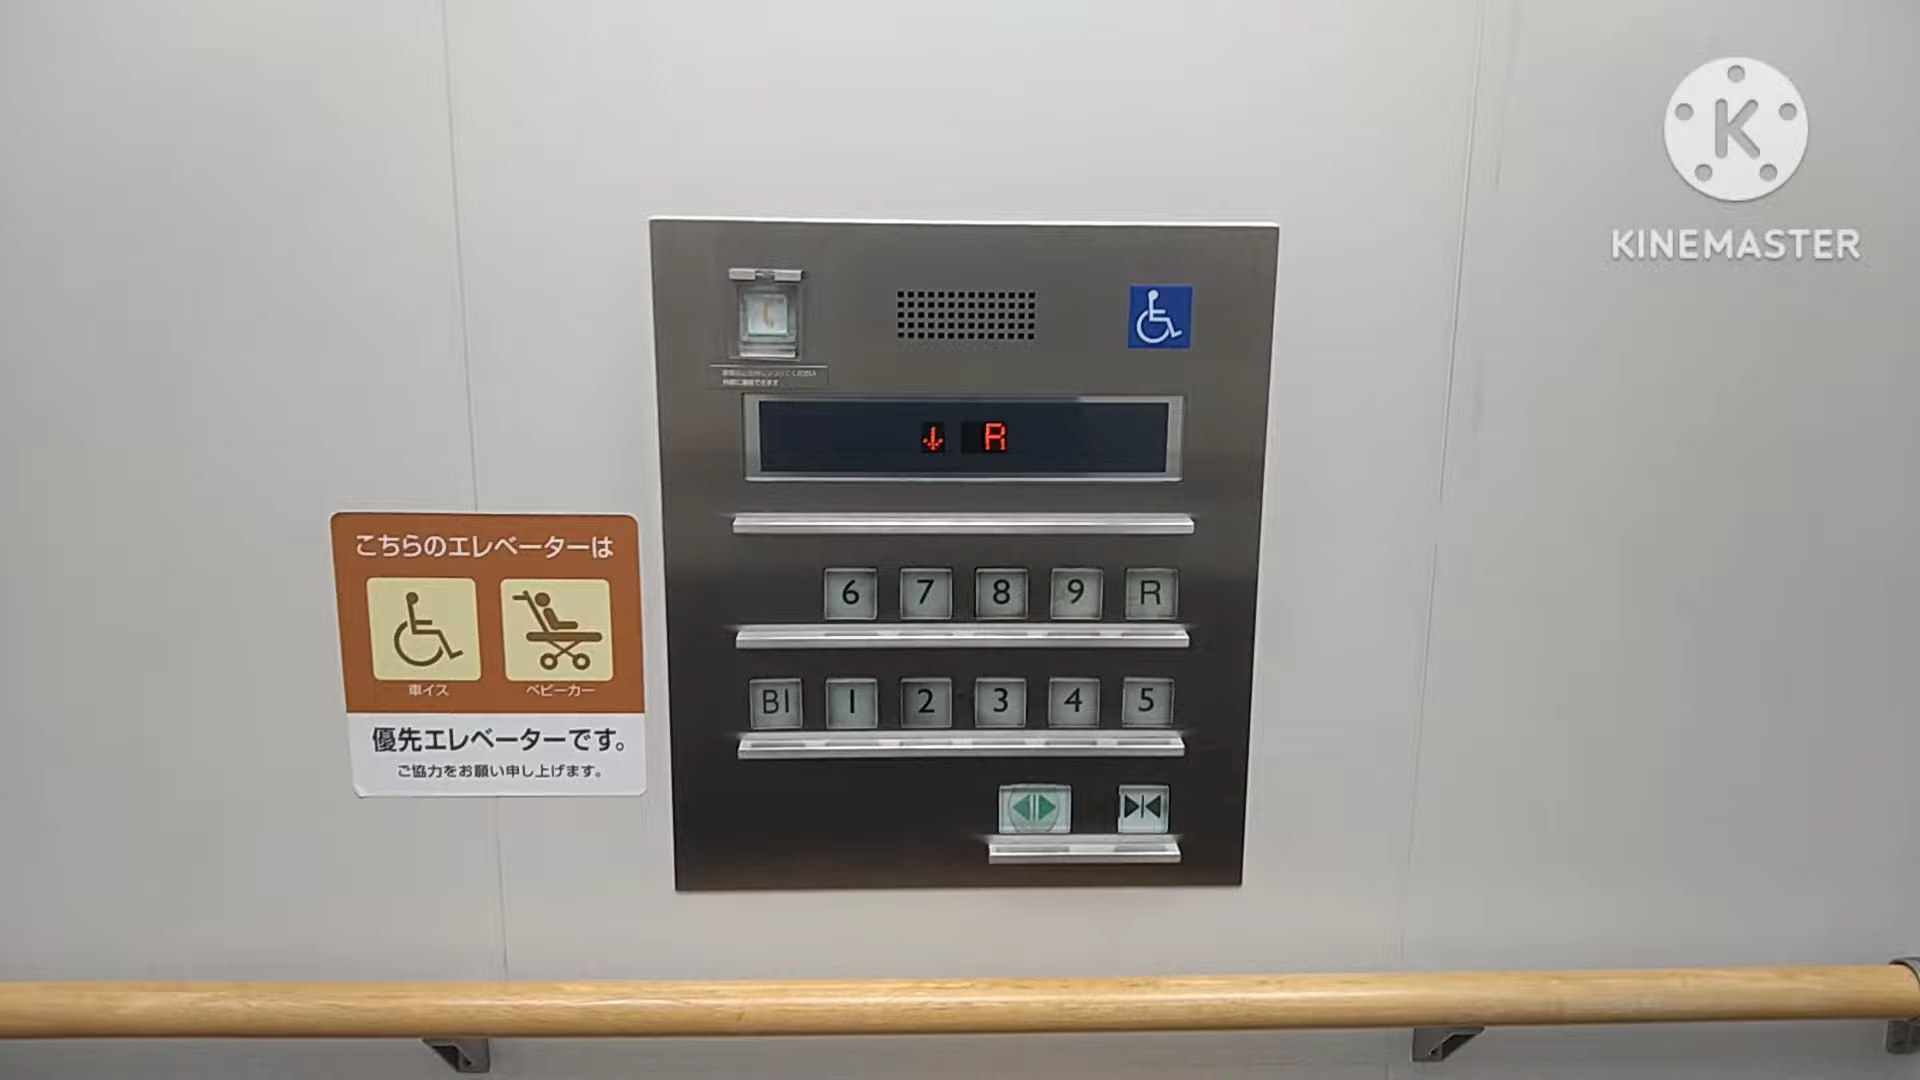 K
KINEMASTER
R
こちらのエレベーターは
車イス ベビーカー
優先エレベーターです。
ご協力をお願い申し上げます。
6 7 8 9 R
B1 1 2 3 4 5